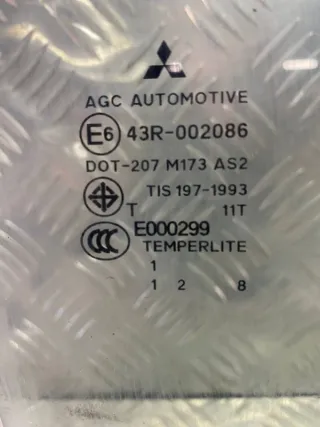 AGC AUTOMOTIVE
E6 43R-002086
DOT-207 M173 AS2
TIS 197-1993
T 11T
CCC E000299
TEMPERLITE
1
1 2 8